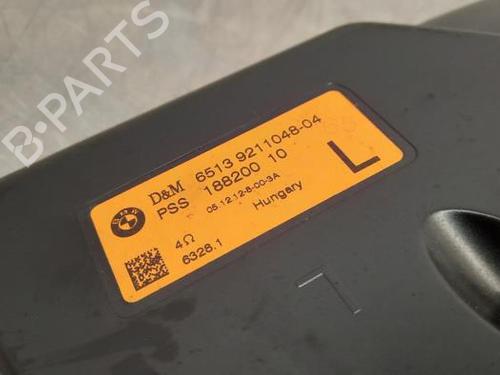 B-PARTS
D&M 6513 9211048-04
PSS 188200 10
05.12.12-8-00-3A
Hungary
L
4Ω
6328.1
L